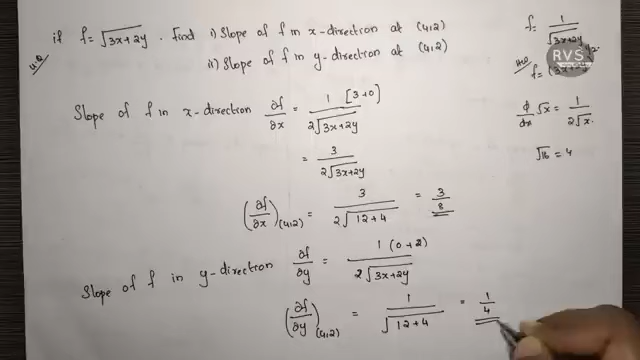 if f = √3x+2y . Find i) Slope of f in x-direction at (4,2)
ii) Slope of f in y-direction at (4,2)
Slope of f in x-direction ∂f/∂x = 1/2√3x+2y [3+0]
= 3/2√3x+2y
(∂f/∂x)(4,2) = 3/2√12+4 = 3/8
Slope of f in y-direction ∂f/∂y = 1(0+2)/2√3x+2y
(∂f/∂y)(4,2) = 1/√12+4 = 1/4
f = 1/√3x+2y
RVS
d/dx √x = 1/2√x.
√16 = 4